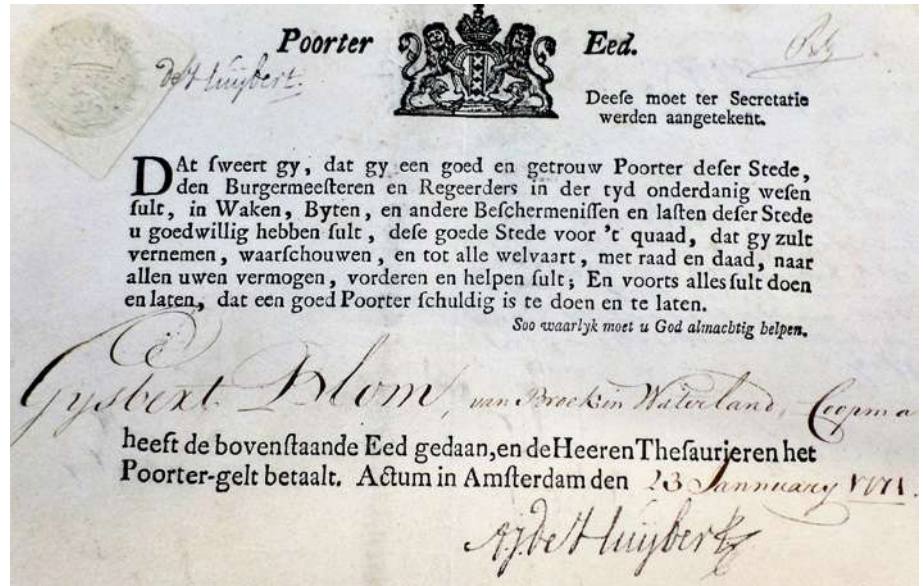 Poorter Eed.
de Huijbert.
Deeſe moet ter Secretarie
werden aangetekent.
DAt ſweert gy, dat gy een goed en getrouw Poorter deſer Stede,
den Burgermeeſteren en Regeerders in der tyd onderdanig weſen
ſult, in Waken, Byten, en andere Beſchermeniſſen en laſten deſer Stede
u goedwillig hebben ſult, deſe goede Stede voor 't quaad, dat gy zult
vernemen, waarſchouwen, en tot alle welvaart, met raad en daad, naar
allen uwen vermogen, vorderen en helpen ſult; En voorts alles ſult doen
en laten, dat een goed Poorter ſchuldig is te doen en te laten.
Soo waarlyk moet u God almachtig helpen.
Gysbert Blom, van Broek in Waterland, Coopma
heeft de bovenſtaande Eed gedaan, en de Heeren Theſaurieren het
Poorter-gelt betaalt. Actum in Amſterdam den 23 Jannuary 1771.
A.J. de Huijbert